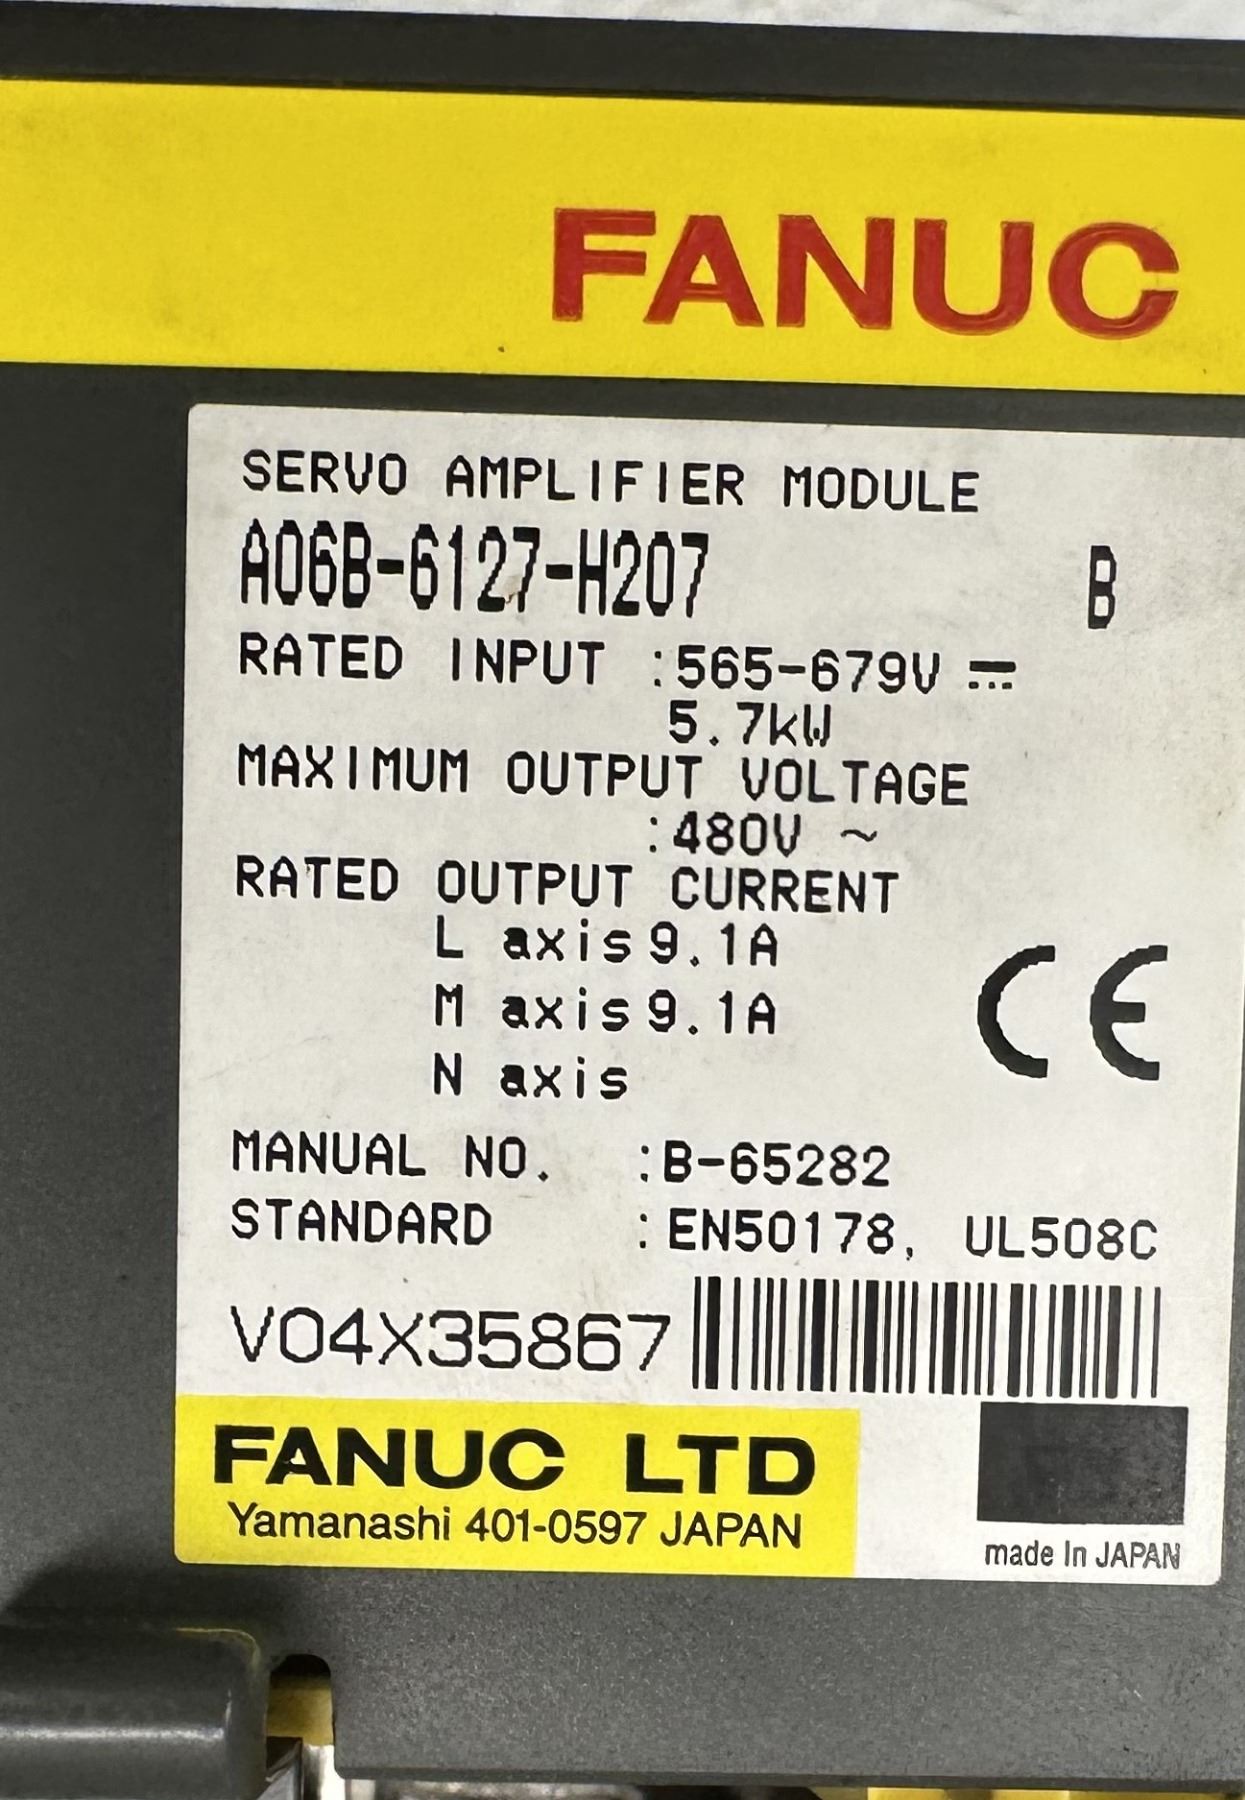 FANUC
SERVO AMPLIFIER MODULE
A06B-6127-H207 B
RATED INPUT :565-679V ⎓
5.7kW
MAXIMUM OUTPUT VOLTAGE
:480V ~
RATED OUTPUT CURRENT
L axis 9.1A
M axis 9.1A
N axis
CE
MANUAL NO. :B-65282
STANDARD :EN50178, UL508C
V04X35867
FANUC LTD
Yamanashi 401-0597 JAPAN
made In JAPAN